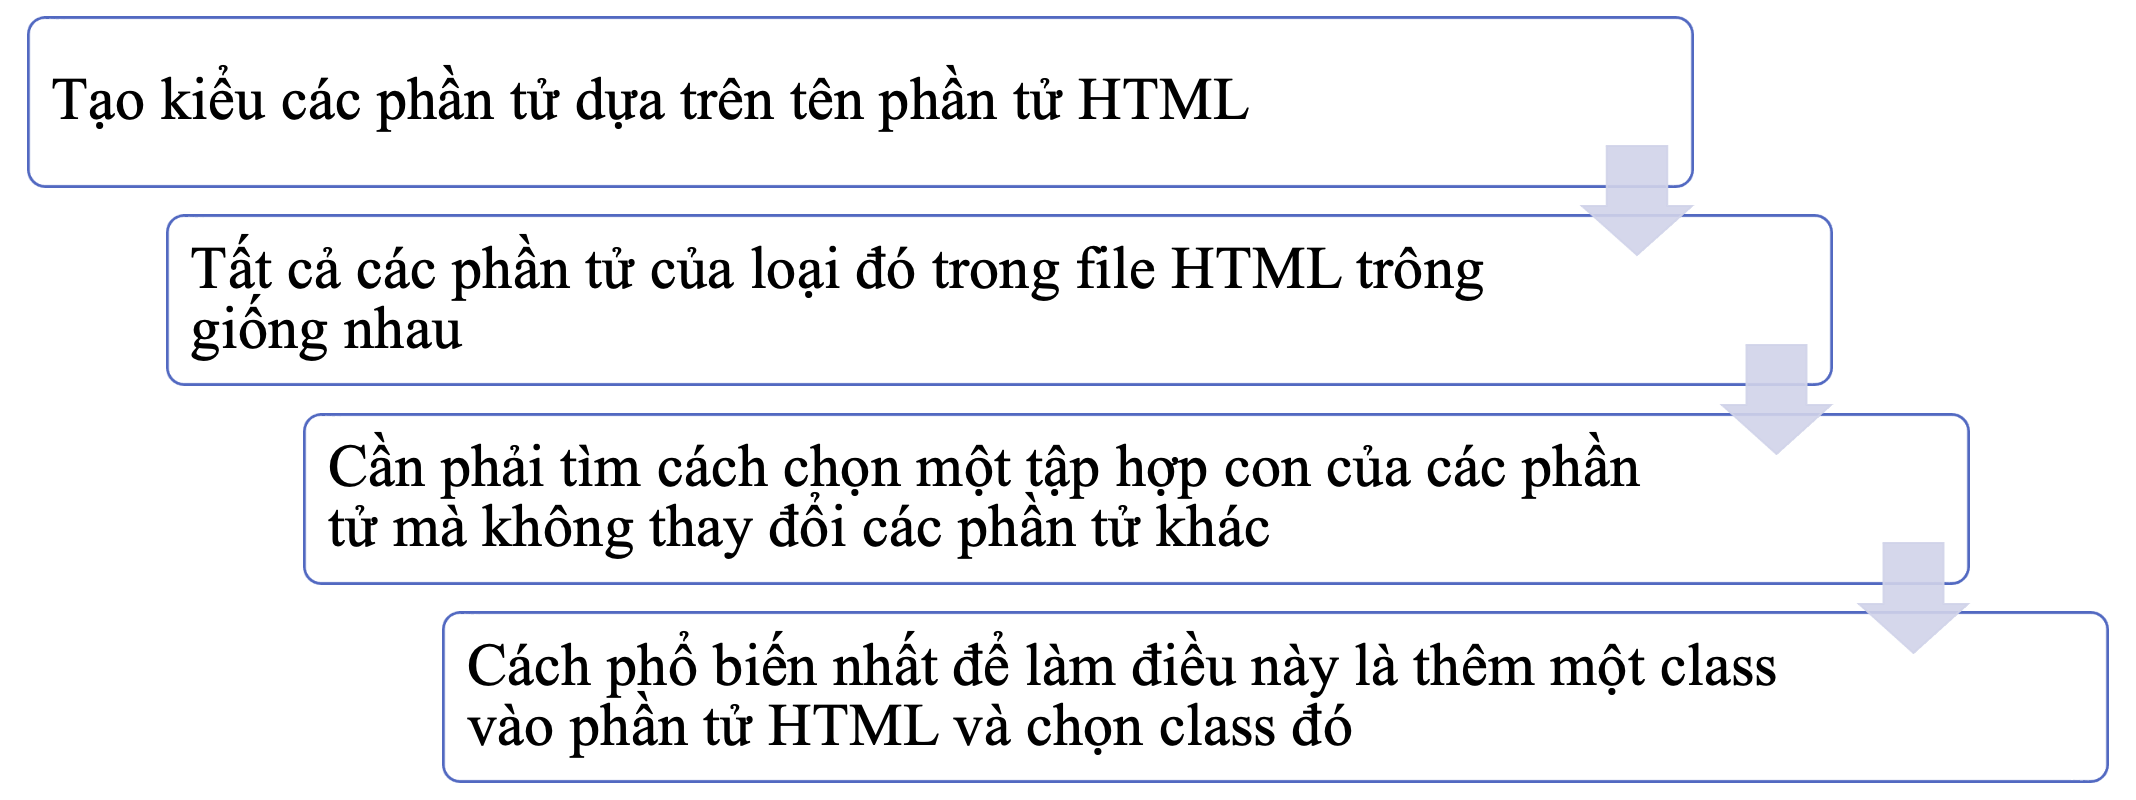 Tạo kiểu các phần tử dựa trên tên phần tử HTML
Tất cả các phần tử của loại đó trong file HTML trông
giống nhau
Cần phải tìm cách chọn một tập hợp con của các phần
tử mà không thay đổi các phần tử khác
Cách phổ biến nhất để làm điều này là thêm một class
vào phần tử HTML và chọn class đó